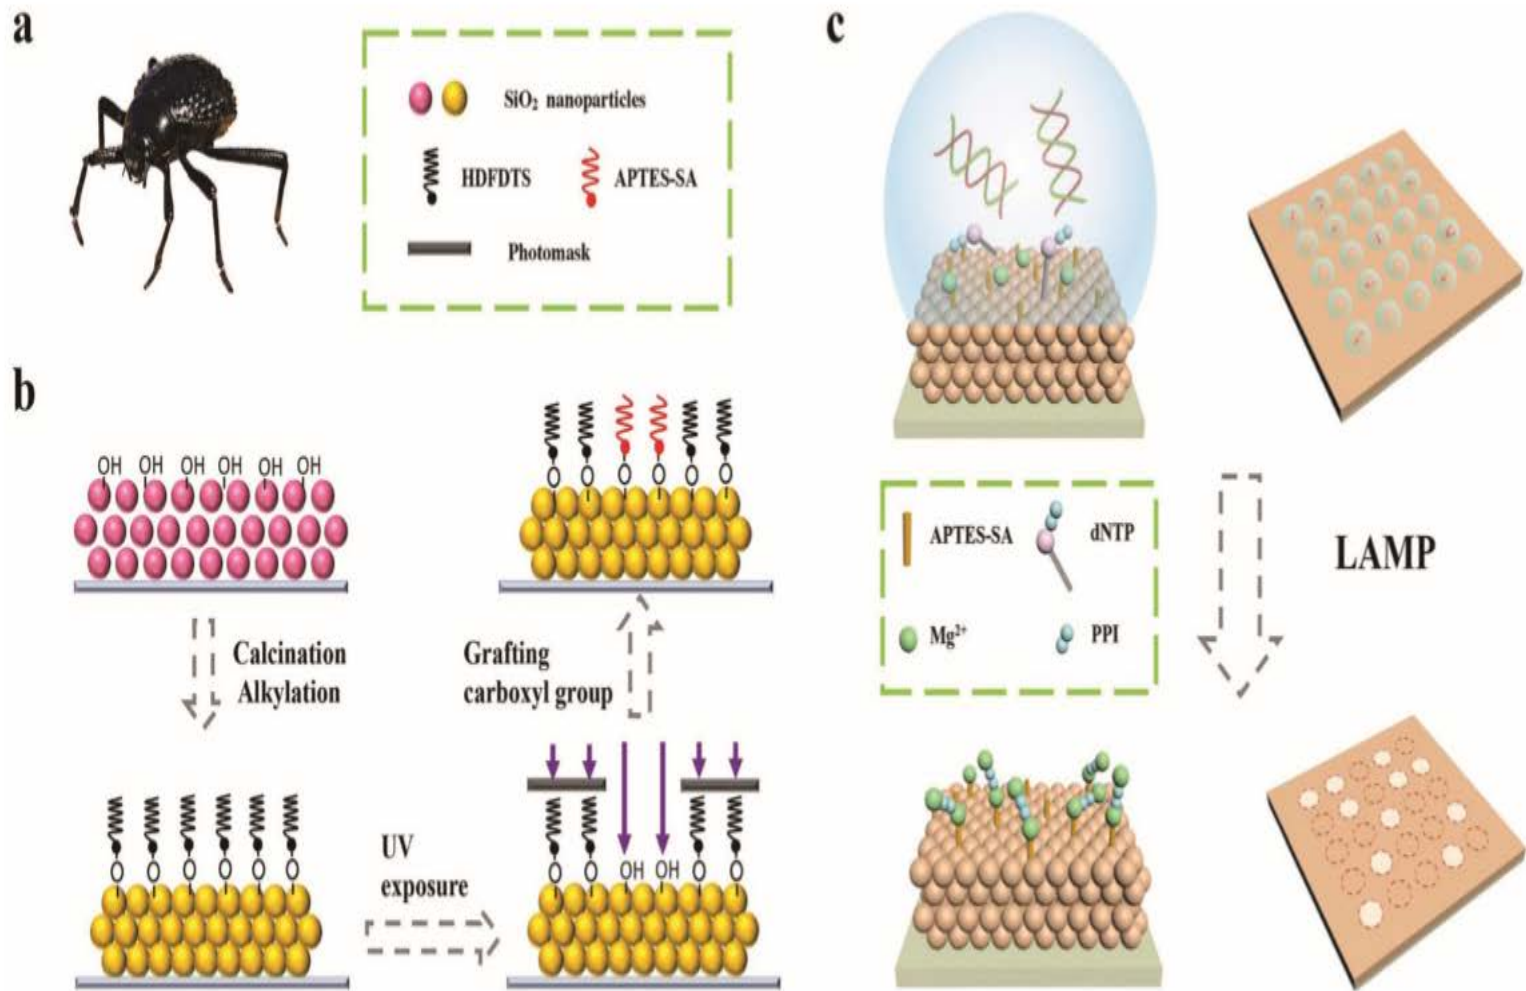 a
SiO₂ nanoparticles
HDFDTS
APTES-SA
Photomask
b
OH OH OH OH OH OH
Calcination
Alkylation
Grafting
carboxyl group
UV
exposure
OH OH
c
APTES-SA
dNTP
Mg²⁺
PPI
LAMP